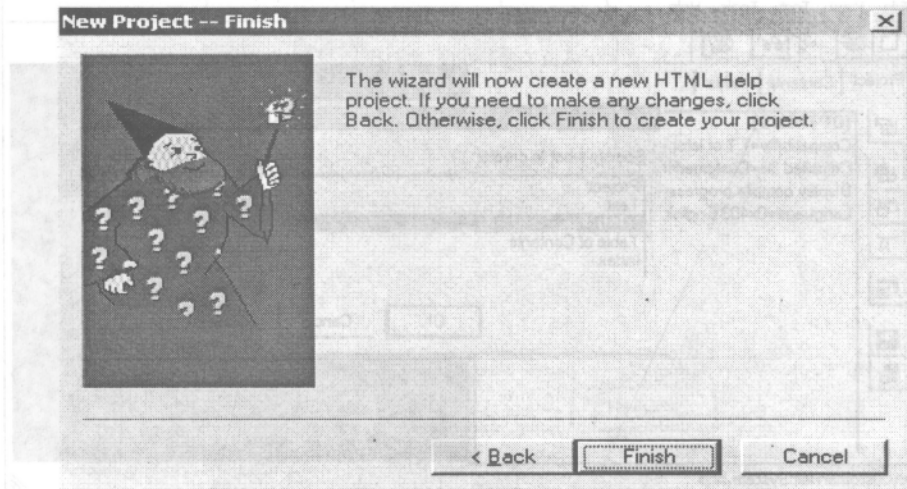 New Project -- Finish
The wizard will now create a new HTML Help
project. If you need to make any changes, click
Back. Otherwise, click Finish to create your project.
? ? ? ? ? ? ? ? ? ? ?
< Back
Finish
Cancel